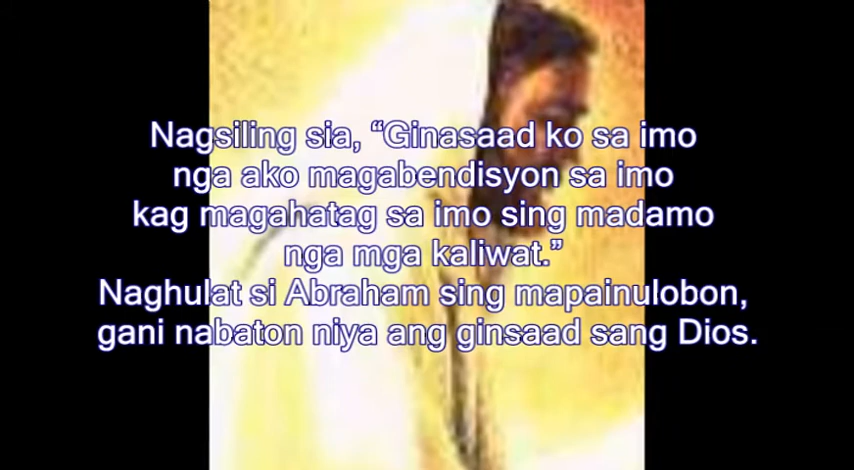 Nagsiling sia, “Ginasaad ko sa imo
nga ako magabendisyon sa imo
kag magahatag sa imo sing madamo
nga mga kaliwat.”
Naghulat si Abraham sing mapainulobon,
gani nabaton niya ang ginsaad sang Dios.